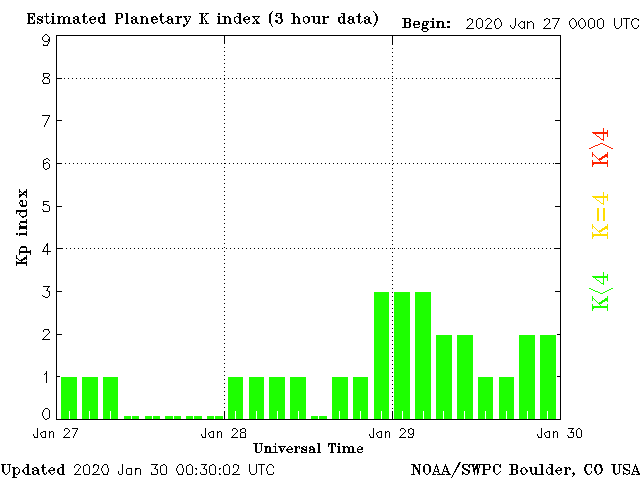 Estimated Planetary K index (3 hour data) Begin: 2020 Jan 27 0000 UTC
9
8
7
6
5
4
3
2
1
0
Kp index
K>4
K=4
K<4
Jan 27 Jan 28 Jan 29 Jan 30
Universal Time
Updated 2020 Jan 30 00:30:02 UTC NOAA/SWPC Boulder, CO USA